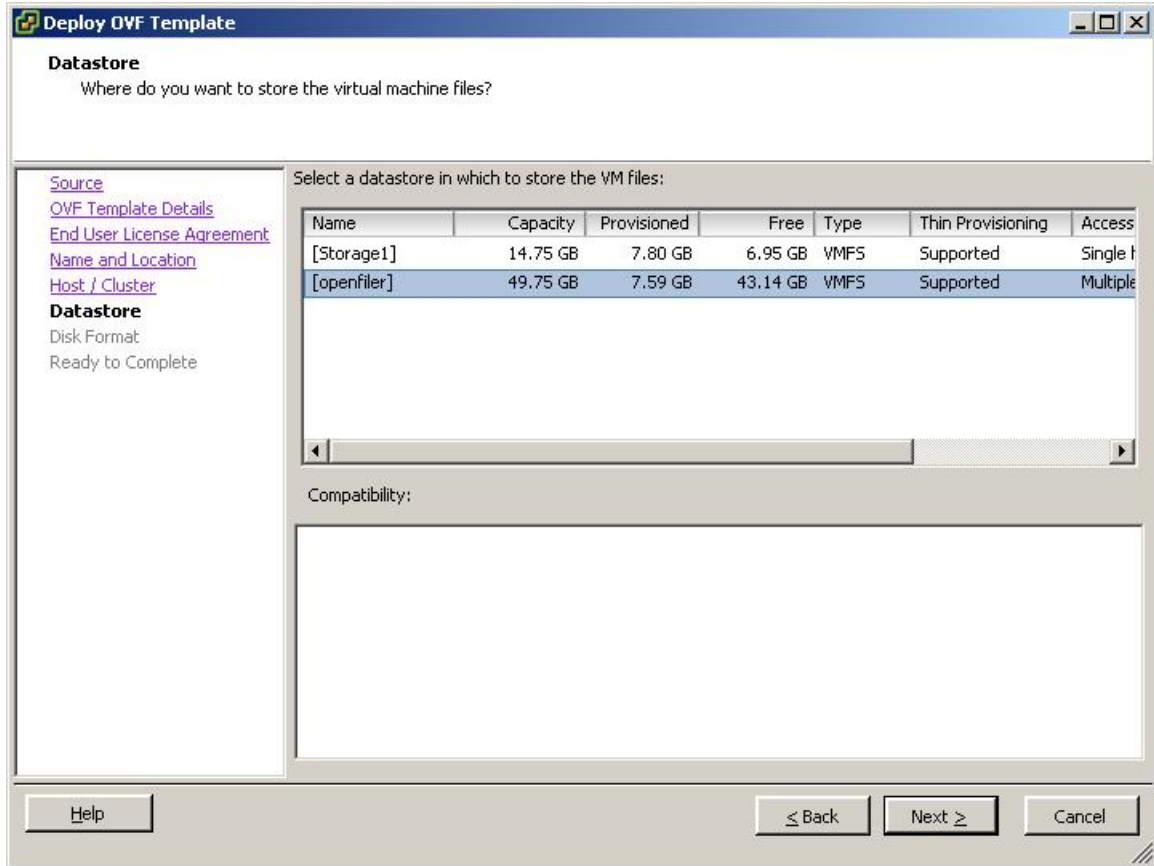 Deploy OVF Template
Datastore
Where do you want to store the virtual machine files?
Source
OVF Template Details
End User License Agreement
Name and Location
Host / Cluster
Datastore
Disk Format
Ready to Complete
Select a datastore in which to store the VM files:
Name Capacity Provisioned Free Type Thin Provisioning Access
[Storage1] 14.75 GB 7.80 GB 6.95 GB VMFS Supported Single
[openfiler] 49.75 GB 7.59 GB 43.14 GB VMFS Supported Multiple
Compatibility:
Help
< Back
Next >
Cancel